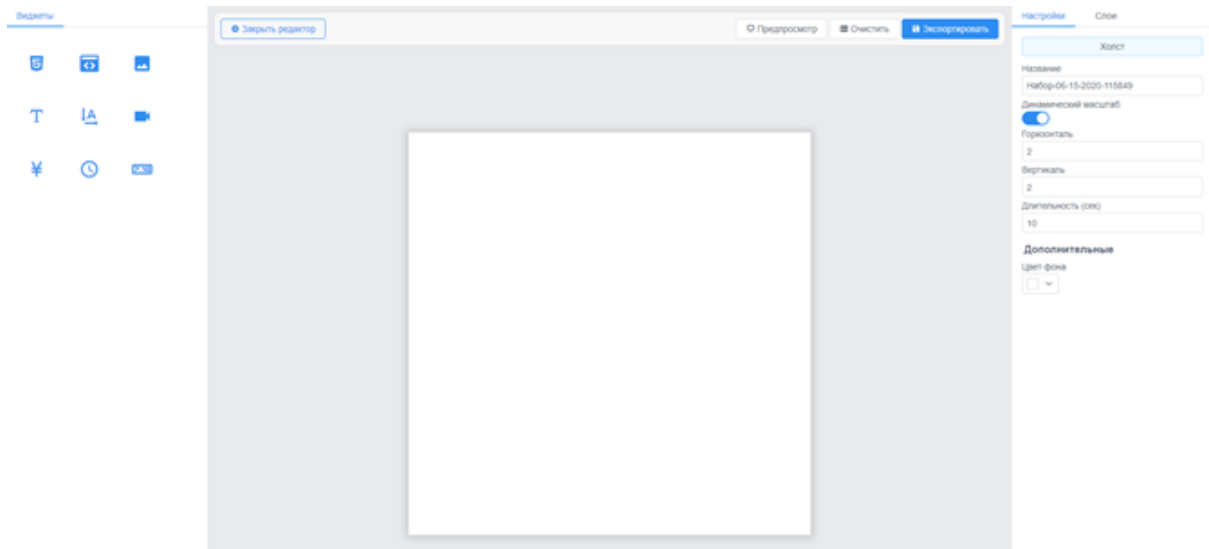 Виджеты
Закрыть редактор
Предпросмотр
Очистить
Экспортировать
Настройки
Слои
Холст
Название
Набор-06-15-2020-115849
Динамический масштаб
Горизонталь
2
Вертикаль
2
Длительность (сек)
10
Дополнительные
Цвет фона